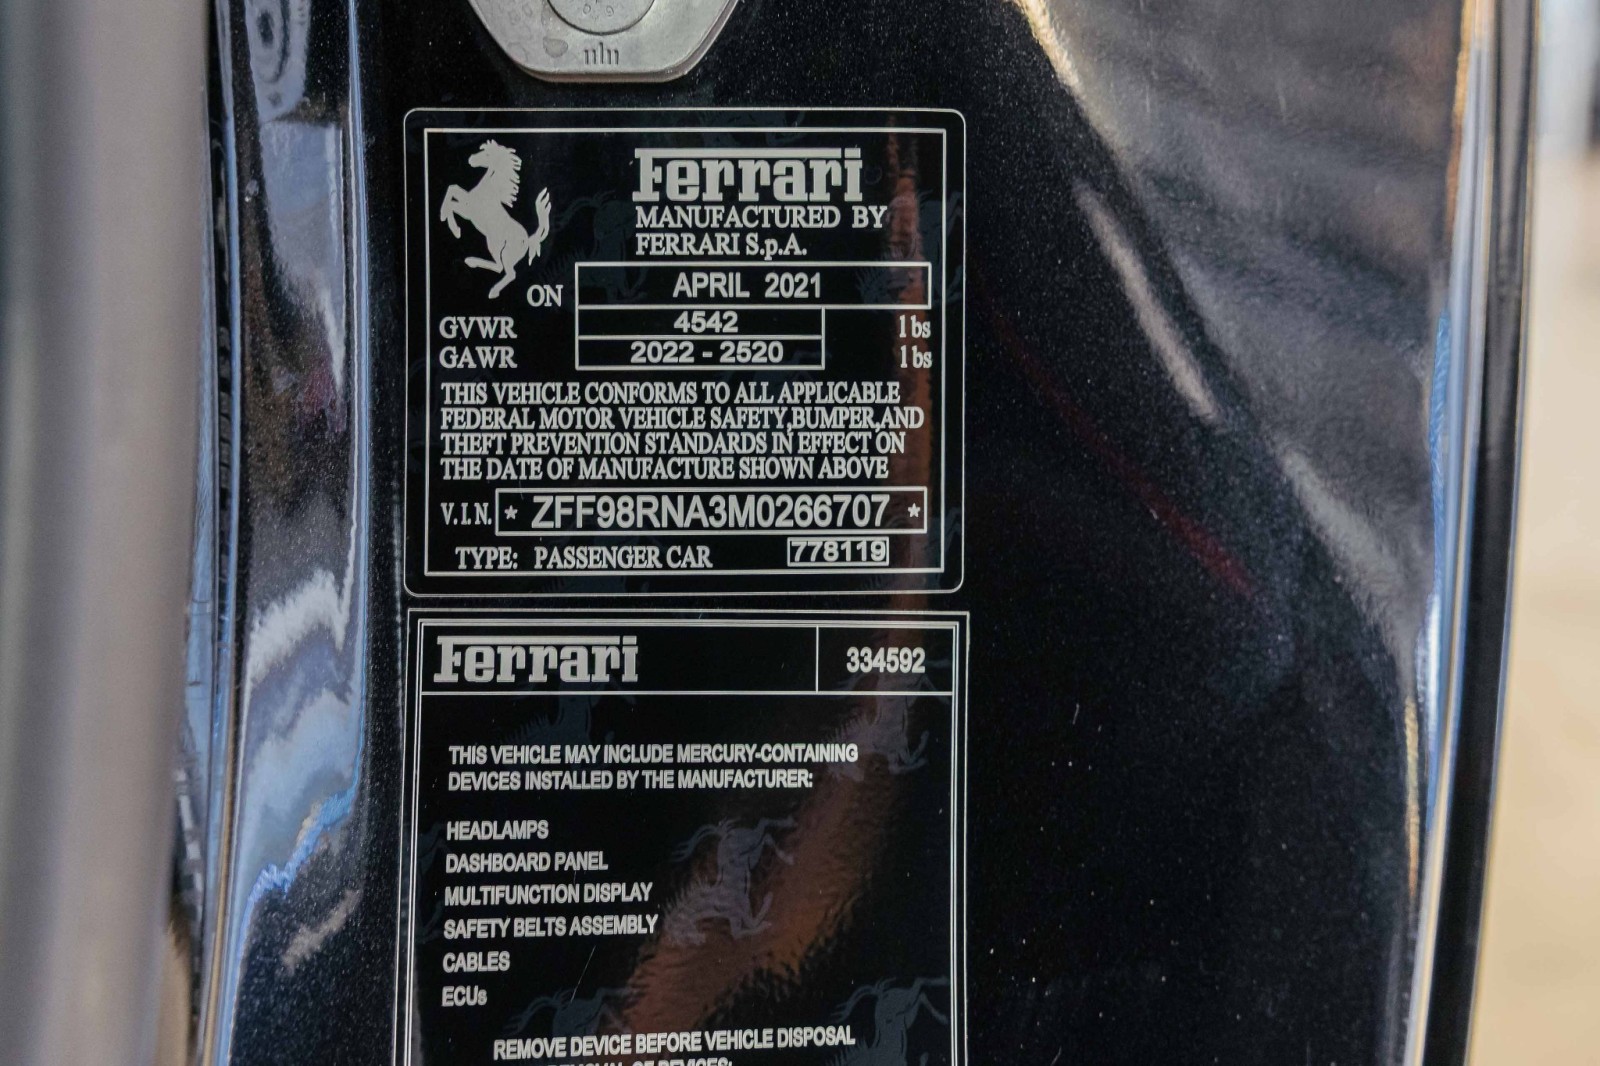 Ferrari
MANUFACTURED BY
FERRARI S.p.A.
ON APRIL 2021
GVWR 4542 lbs
GAWR 2022 - 2520 lbs
THIS VEHICLE CONFORMS TO ALL APPLICABLE
FEDERAL MOTOR VEHICLE SAFETY,BUMPER,AND
THEFT PREVENTION STANDARDS IN EFFECT ON
THE DATE OF MANUFACTURE SHOWN ABOVE
V.I.N. * ZFF98RNA3M0266707 *
TYPE: PASSENGER CAR 778119
Ferrari 334592
THIS VEHICLE MAY INCLUDE MERCURY-CONTAINING
DEVICES INSTALLED BY THE MANUFACTURER:
HEADLAMPS
DASHBOARD PANEL
MULTIFUNCTION DISPLAY
SAFETY BELTS ASSEMBLY
CABLES
ECUs
REMOVE DEVICE BEFORE VEHICLE DISPOSAL